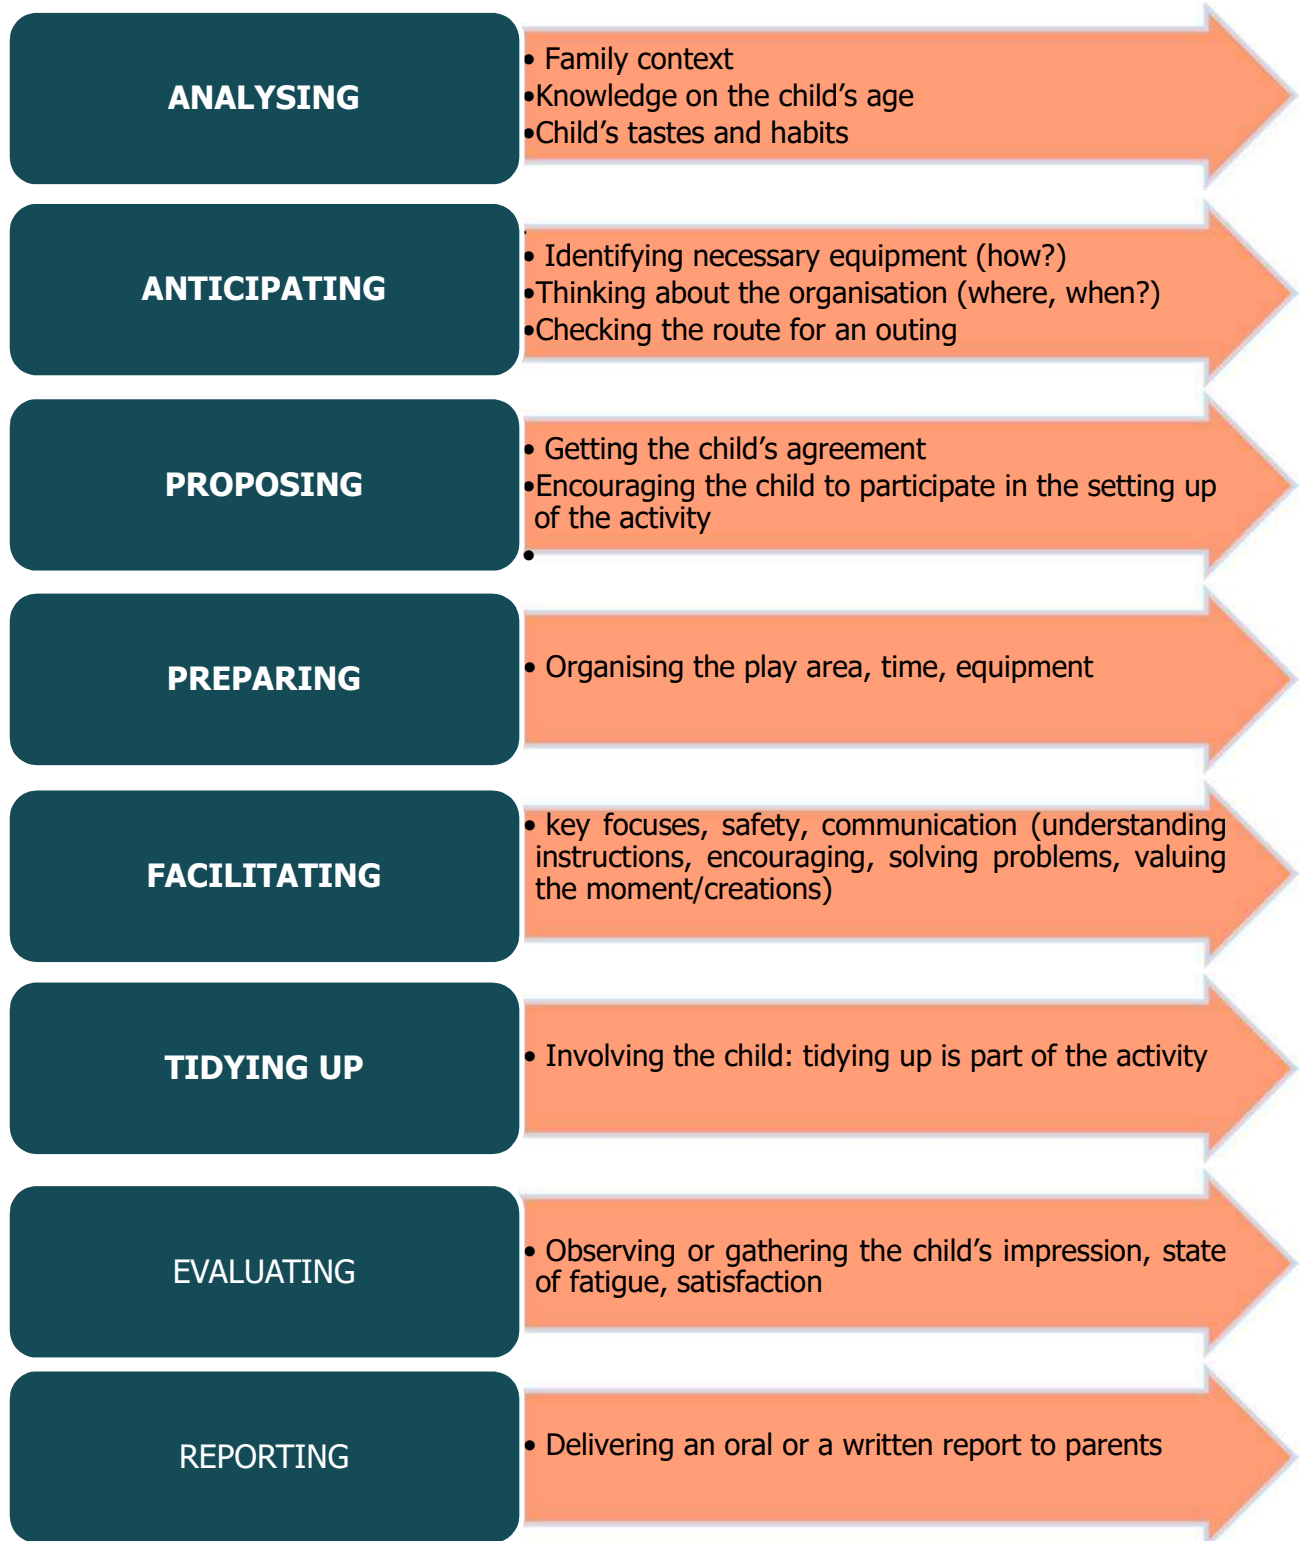 ANALYSING
• Family context
•Knowledge on the child’s age
•Child’s tastes and habits
ANTICIPATING
• Identifying necessary equipment (how?)
•Thinking about the organisation (where, when?)
•Checking the route for an outing
PROPOSING
• Getting the child’s agreement
•Encouraging the child to participate in the setting up
of the activity
•
PREPARING
• Organising the play area, time, equipment
FACILITATING
• key focuses, safety, communication (understanding
instructions, encouraging, solving problems, valuing
the moment/creations)
TIDYING UP
• Involving the child: tidying up is part of the activity
EVALUATING
• Observing or gathering the child’s impression, state
of fatigue, satisfaction
REPORTING
• Delivering an oral or a written report to parents